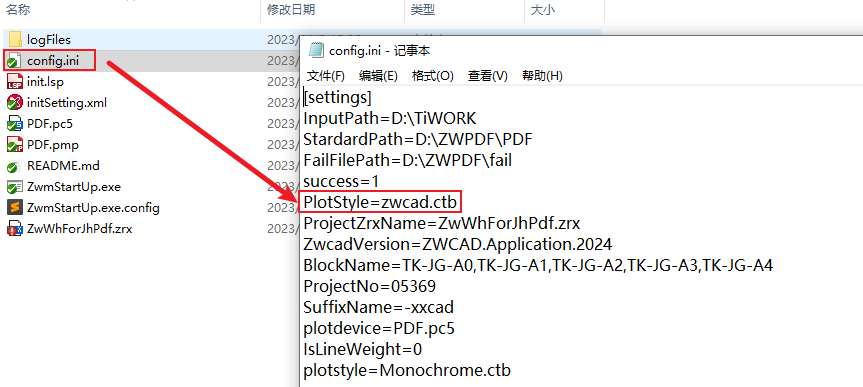 名称 修改日期 类型 大小
logFiles 2023/
config.ini 2023/
init.lsp 2023/
initSetting.xml 2023/
PDF.pc5 2023/
PDF.pmp 2023/
README.md 2023/
ZwmStartUp.exe 2023/
ZwmStartUp.exe.config 2023/
ZwWhForJhPdf.zrx 2023/
config.ini - 记事本
文件(F) 编辑(E) 格式(O) 查看(V) 帮助(H)
[settings]
InputPath=D:\TiWORK
StardardPath=D:\ZWPDF\PDF
FailFilePath=D:\ZWPDF\fail
success=1
PlotStyle=zwcad.ctb
ProjectZrxName=ZwWhForJhPdf.zrx
ZwcadVersion=ZWCAD.Application.2024
BlockName=TK-JG-A0,TK-JG-A1,TK-JG-A2,TK-JG-A3,TK-JG-A4
ProjectNo=05369
SuffixName=-xxcad
plotdevice=PDF.pc5
IsLineWeight=0
plotstyle=Monochrome.ctb